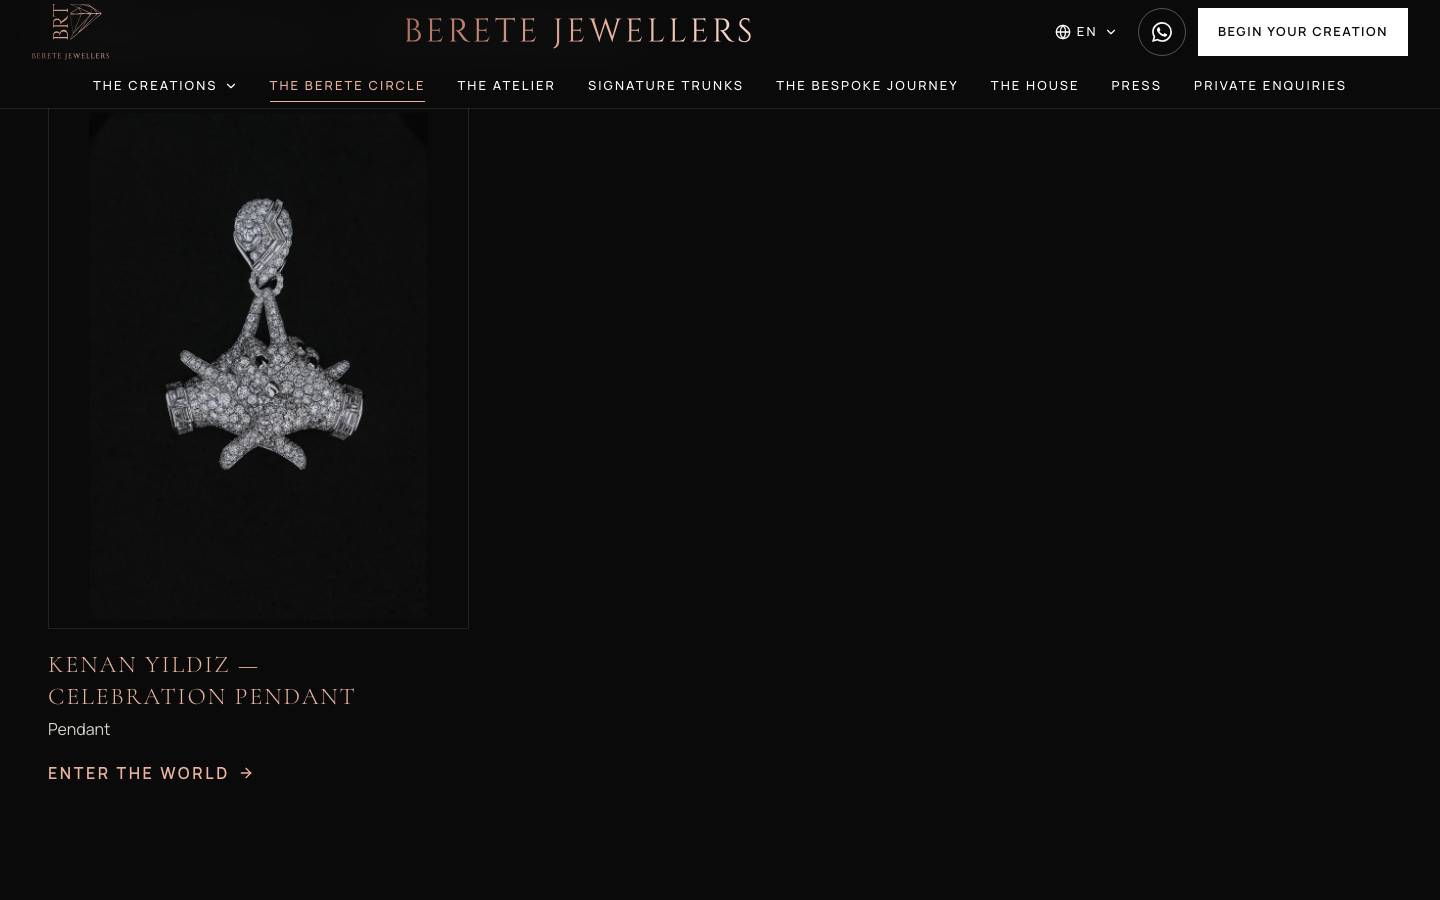 BRT
BERETE JEWELLERS
BERETE JEWELLERS
EN
BEGIN YOUR CREATION
THE CREATIONS
THE BERETE CIRCLE
THE ATELIER
SIGNATURE TRUNKS
THE BESPOKE JOURNEY
THE HOUSE
PRESS
PRIVATE ENQUIRIES
KENAN YILDIZ —
CELEBRATION PENDANT
Pendant
ENTER THE WORLD →